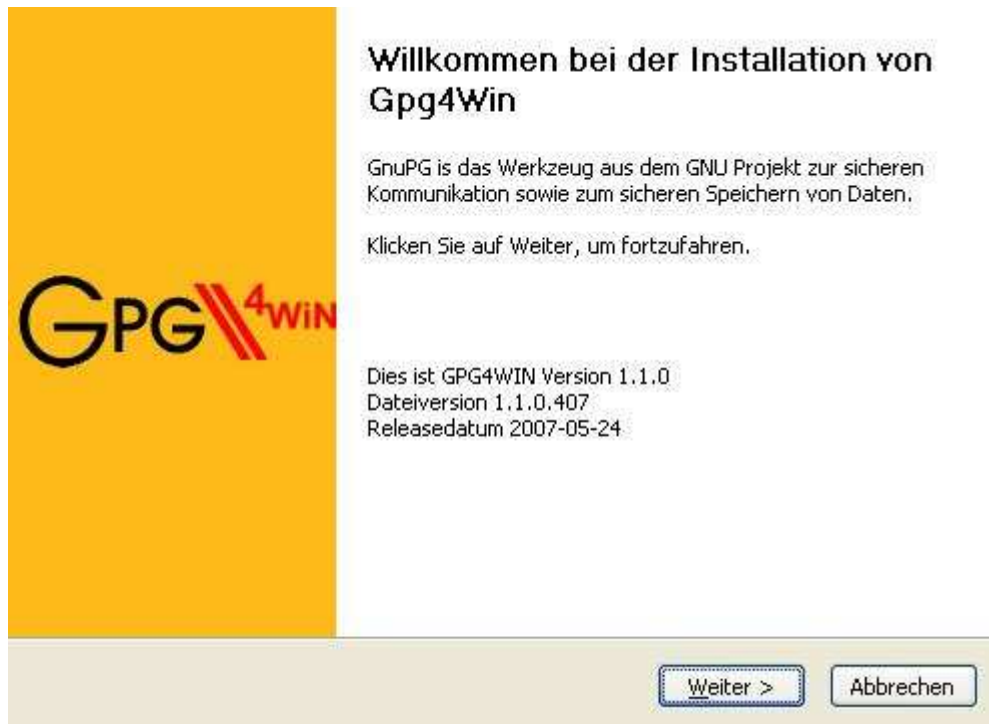 Willkommen bei der Installation von
Gpg4Win
GnuPG is das Werkzeug aus dem GNU Projekt zur sicheren
Kommunikation sowie zum sicheren Speichern von Daten.
Klicken Sie auf Weiter, um fortzufahren.
GPG4WiN
Dies ist GPG4WIN Version 1.1.0
Dateiversion 1.1.0.407
Releasedatum 2007-05-24
Weiter >
Abbrechen